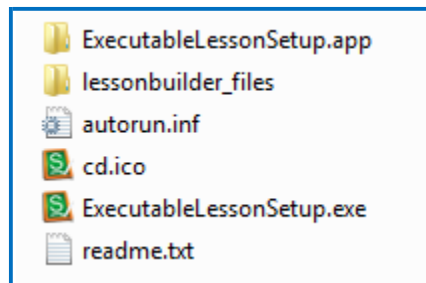 ExecutableLessonSetup.app
lessonbuilder_files
autorun.inf
cd.ico
ExecutableLessonSetup.exe
readme.txt